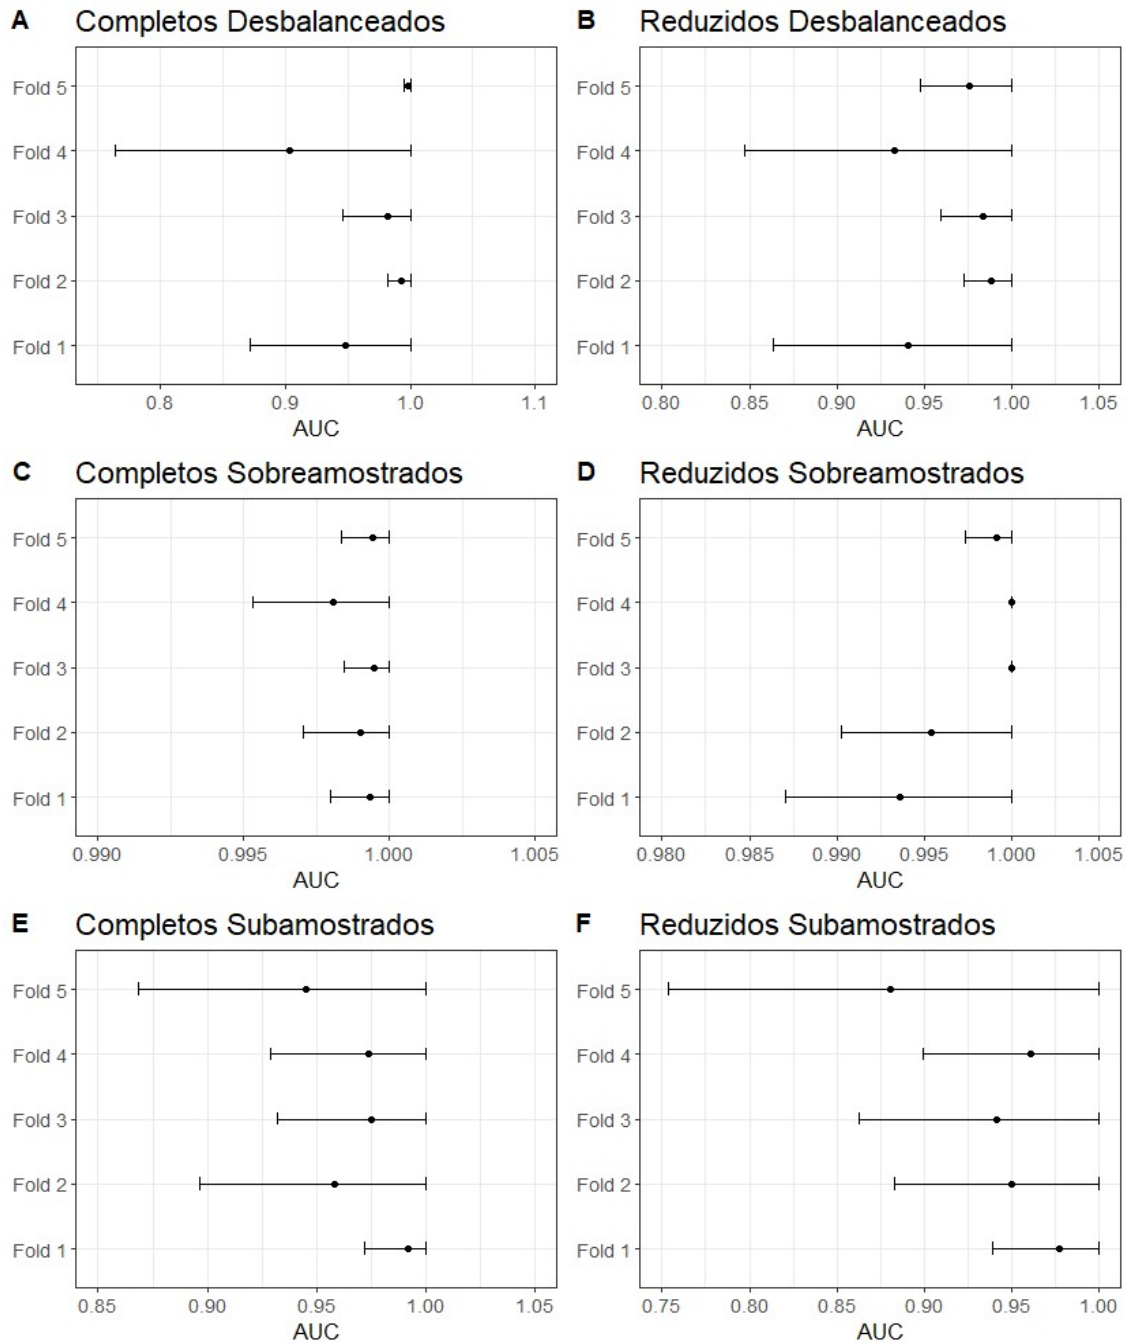 A Completos Desbalanceados
Fold 5
Fold 4
Fold 3
Fold 2
Fold 1
0.8 0.9 1.0 1.1
AUC
B Reduzidos Desbalanceados
Fold 5
Fold 4
Fold 3
Fold 2
Fold 1
0.80 0.85 0.90 0.95 1.00 1.05
AUC
C Completos Sobreamostrados
Fold 5
Fold 4
Fold 3
Fold 2
Fold 1
0.990 0.995 1.000 1.005
AUC
D Reduzidos Sobreamostrados
Fold 5
Fold 4
Fold 3
Fold 2
Fold 1
0.980 0.985 0.990 0.995 1.000 1.005
AUC
E Completos Subamostrados
Fold 5
Fold 4
Fold 3
Fold 2
Fold 1
0.85 0.90 0.95 1.00 1.05
AUC
F Reduzidos Subamostrados
Fold 5
Fold 4
Fold 3
Fold 2
Fold 1
0.75 0.80 0.85 0.90 0.95 1.00
AUC